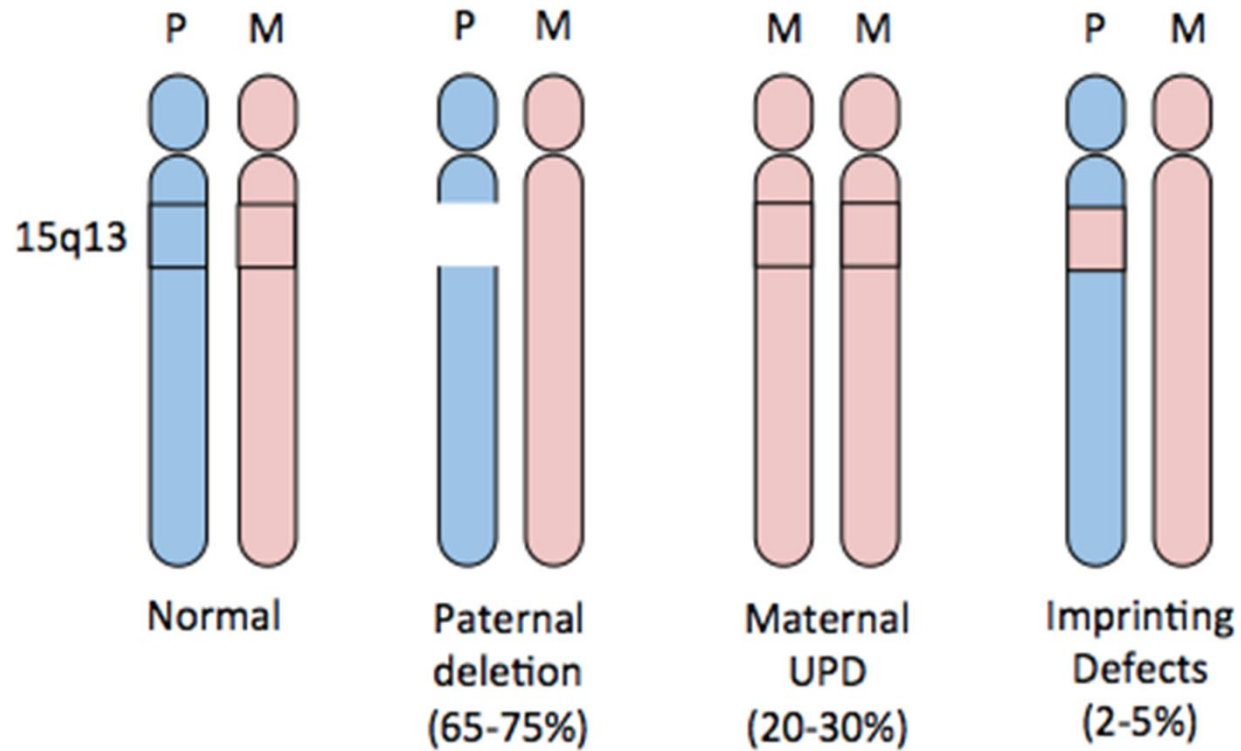 P M P M M M P M
15q13
Normal
Paternal
deletion
(65-75%)
Maternal
UPD
(20-30%)
Imprinting
Defects
(2-5%)